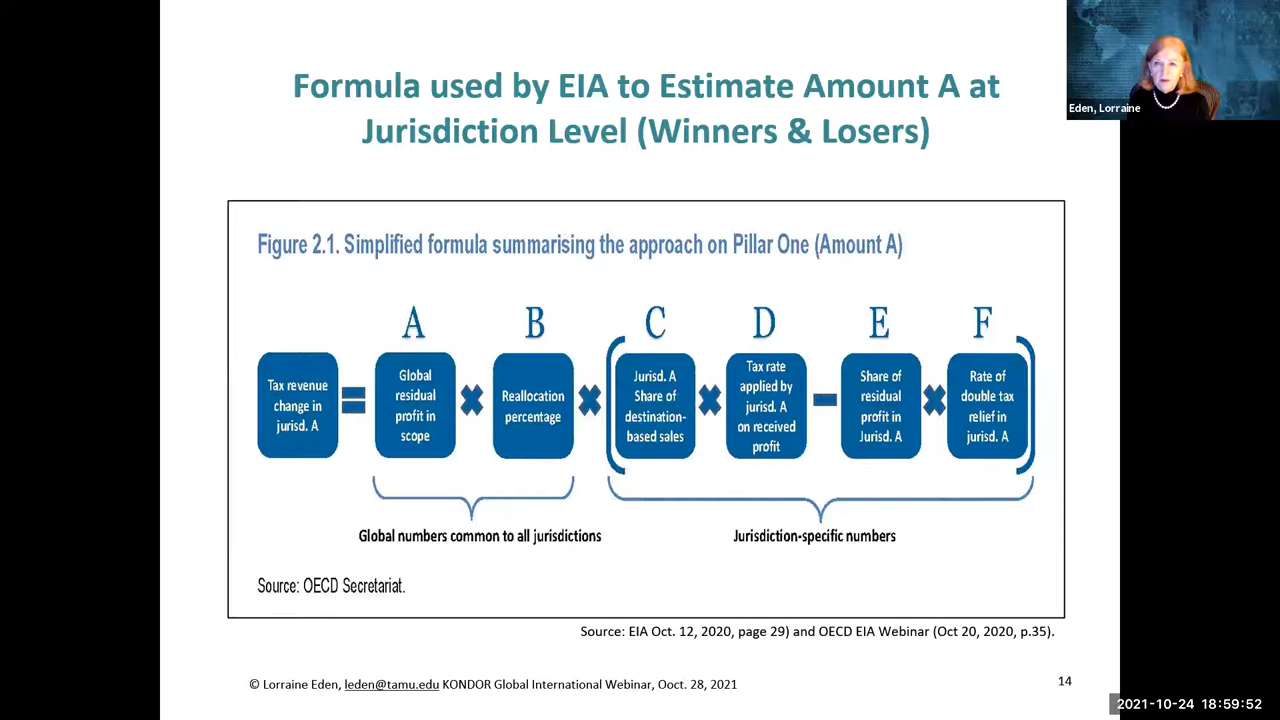 Formula used by EIA to Estimate Amount A at
Jurisdiction Level (Winners & Losers)
Eden, Lorraine
Figure 2.1. Simplified formula summarising the approach on Pillar One (Amount A)
A
B
C
D
E
F
Tax revenue
change in
jurisd. A
=
Global
residual
profit in
scope
×
Reallocation
percentage
×
(
Jurisd. A
Share of
destination-
based sales
×
Tax rate
applied by
jurisd. A
on received
profit
-
Share of
residual
profit in
Jurisd. A
×
Rate of
double tax
relief in
jurisd. A
)
Global numbers common to all jurisdictions
Jurisdiction-specific numbers
Source: OECD Secretariat.
Source: EIA Oct. 12, 2020, page 29) and OECD EIA Webinar (Oct 20, 2020, p.35).
© Lorraine Eden, leden@tamu.edu KONDOR Global International Webinar, Ooct. 28, 2021
14
2021-10-24 18:59:52